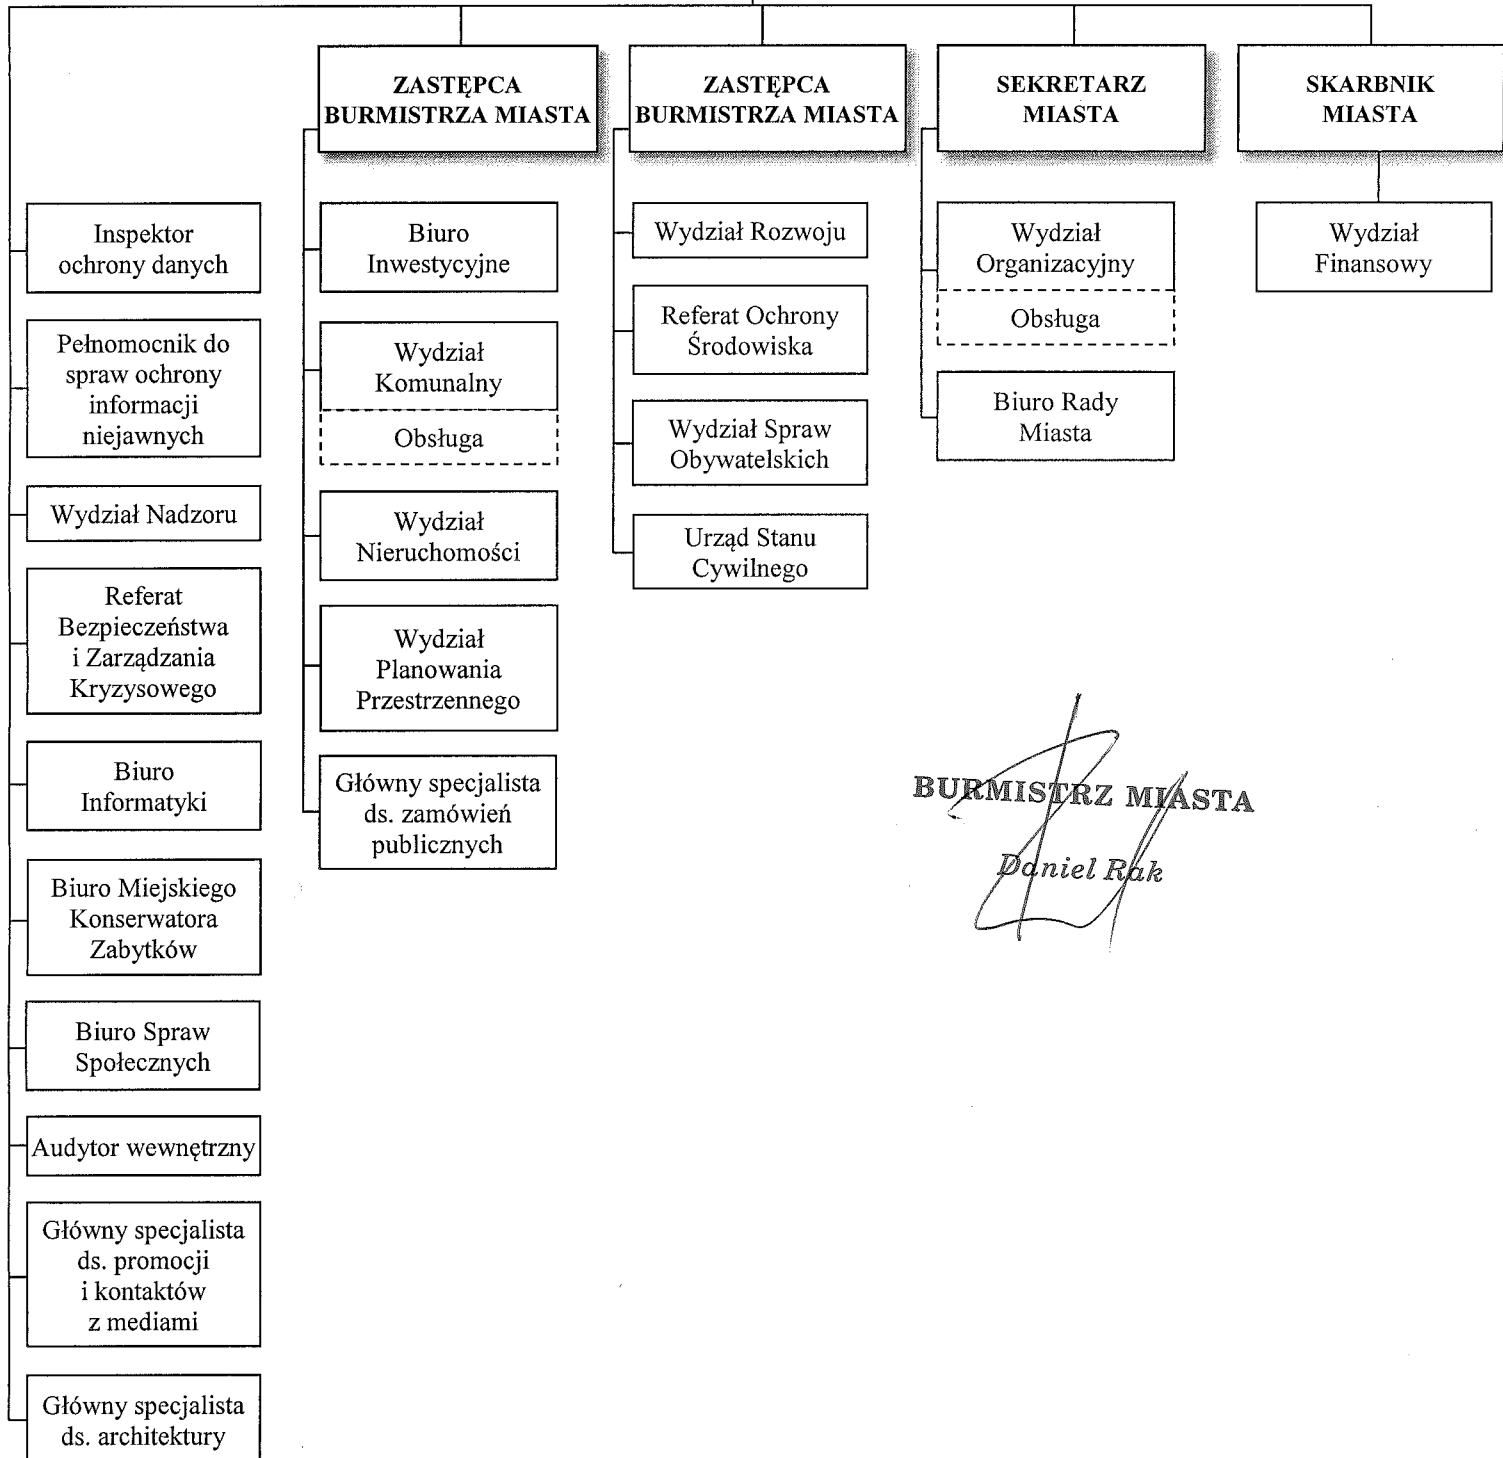 ZASTĘPCA
BURMISTRZA MIASTA
ZASTĘPCA
BURMISTRZA MIASTA
SEKRETARZ
MIASTA
SKARBNIK
MIASTA
Inspektor
ochrony danych
Pełnomocnik do
spraw ochrony
informacji
niejawnych
Wydział Nadzoru
Referat
Bezpieczeństwa
i Zarządzania
Kryzysowego
Biuro
Informatyki
Biuro Miejskiego
Konserwatora
Zabytków
Biuro Spraw
Społecznych
Audytor wewnętrzny
Główny specjalista
ds. promocji
i kontaktów
z mediami
Główny specjalista
ds. architektury
Biuro
Inwestycyjne
Wydział
Komunalny
Obsługa
Wydział
Nieruchomości
Wydział
Planowania
Przestrzennego
Główny specjalista
ds. zamówień
publicznych
Wydział Rozwoju
Referat Ochrony
Środowiska
Wydział Spraw
Obywatelskich
Urząd Stanu
Cywilnego
Wydział
Organizacyjny
Obsługa
Biuro Rady
Miasta
Wydział
Finansowy
BURMISTRZ MIASTA
Daniel Rak